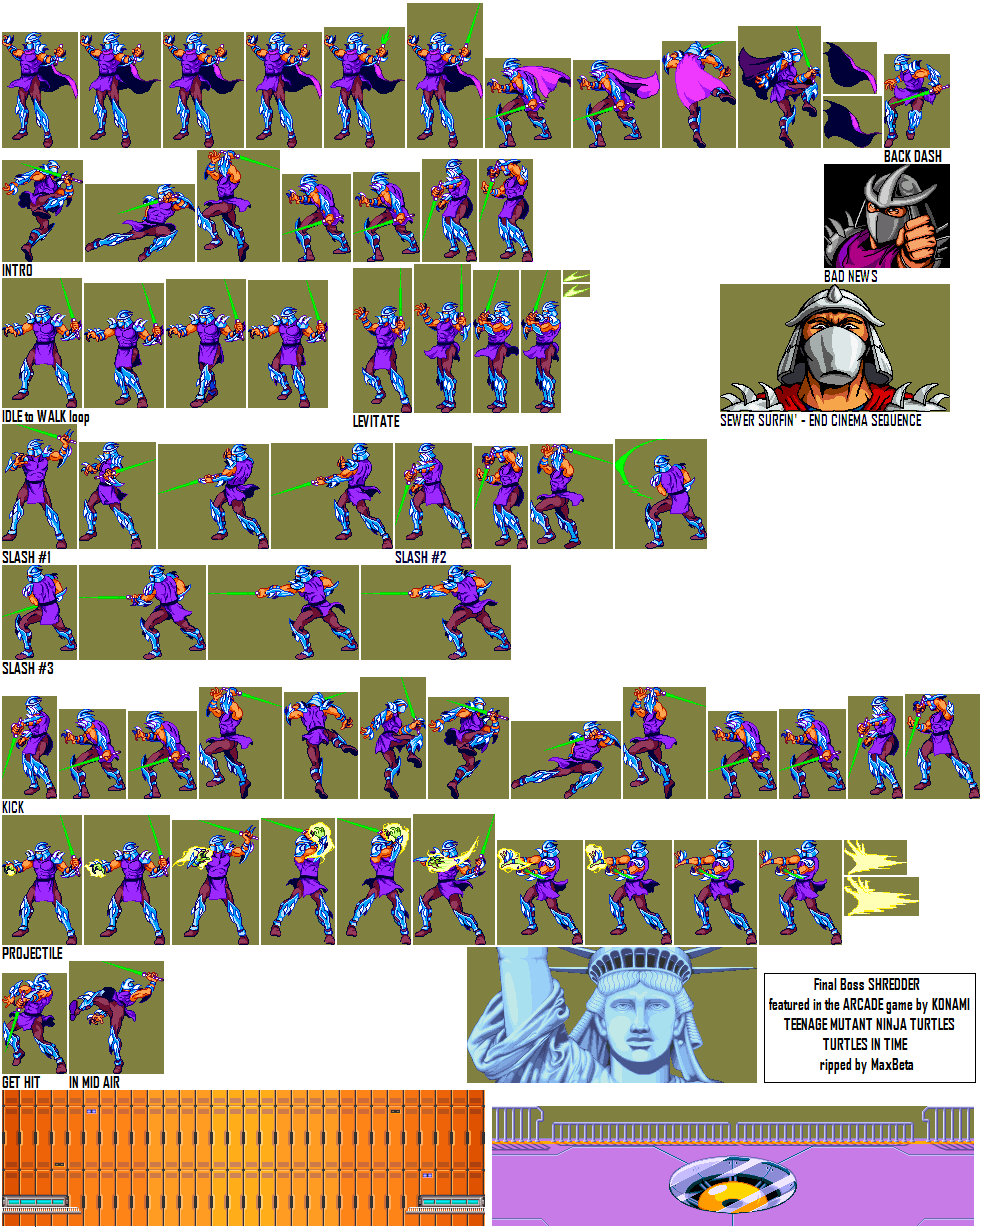 BACK DASH
INTRO
BAD NEWS
IDLE to WALK loop
LEVITATE
SEWER SURFIN' - END CINEMA SEQUENCE
SLASH #1
SLASH #2
SLASH #3
KICK
PROJECTILE
Final Boss SHREDDER
featured in the ARCADE game by KONAMI
TEENAGE MUTANT NINJA TURTLES
TURTLES IN TIME
ripped by MaxBeta
GET HIT
IN MID AIR